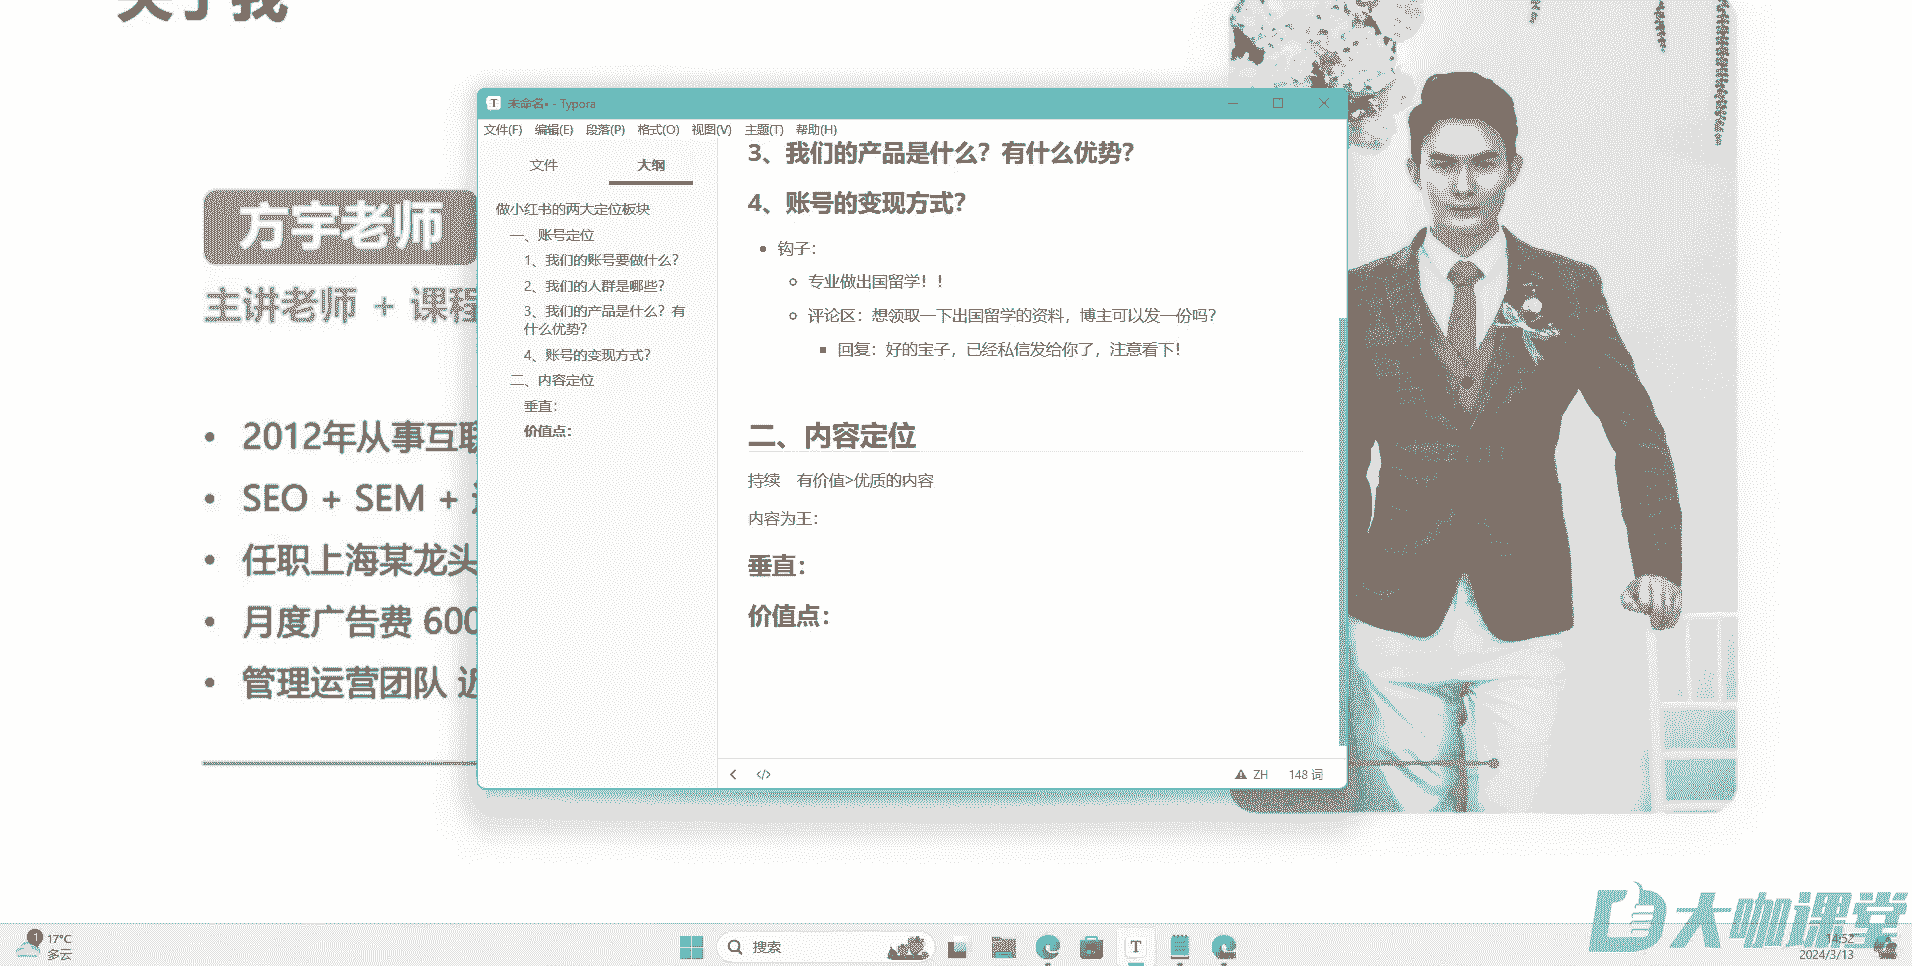 关于我
方宇老师
主讲老师 + 课程
2012年从事互联
SEO + SEM +
任职上海某龙头
月度广告费 600
管理运营团队 近
未命名• - Typora
文件(F) 编辑(E) 段落(P) 格式(O) 视图(V) 主题(T) 帮助(H)
文件 大纲
做小红书的两大定位板块
一、账号定位
1、我们的账号要做什么？
2、我们的人群是哪些？
3、我们的产品是什么？有
什么优势？
4、账号的变现方式？
二、内容定位
垂直：
价值点：
3、我们的产品是什么？有什么优势？
4、账号的变现方式？
钩子：
专业做出国留学！！
评论区：想领取一下出国留学的资料，博主可以发一份吗？
回复：好的宝子，已经私信发给你了，注意看下！
二、内容定位
持续 有价值>优质的内容
内容为王：
垂直：
价值点：
ZH 148 词
大咖课堂
1
17°C
多云
搜索
14:52
2024/3/13